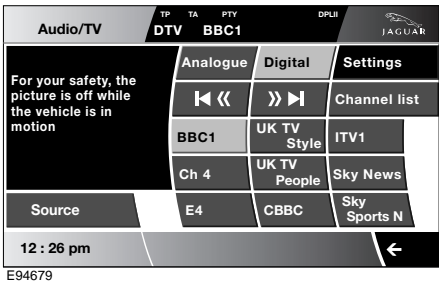 Audio/TV
TP TA PTY DPLII
DTV BBC1
JAGUAR
Analogue Digital Settings
For your safety, the
picture is off while
the vehicle is in
motion
Channel list
BBC1
UK TV
Style
ITV1
Ch 4
UK TV
People
Sky News
Source
E4
CBBC
Sky
Sports N
12 : 26 pm
E94679